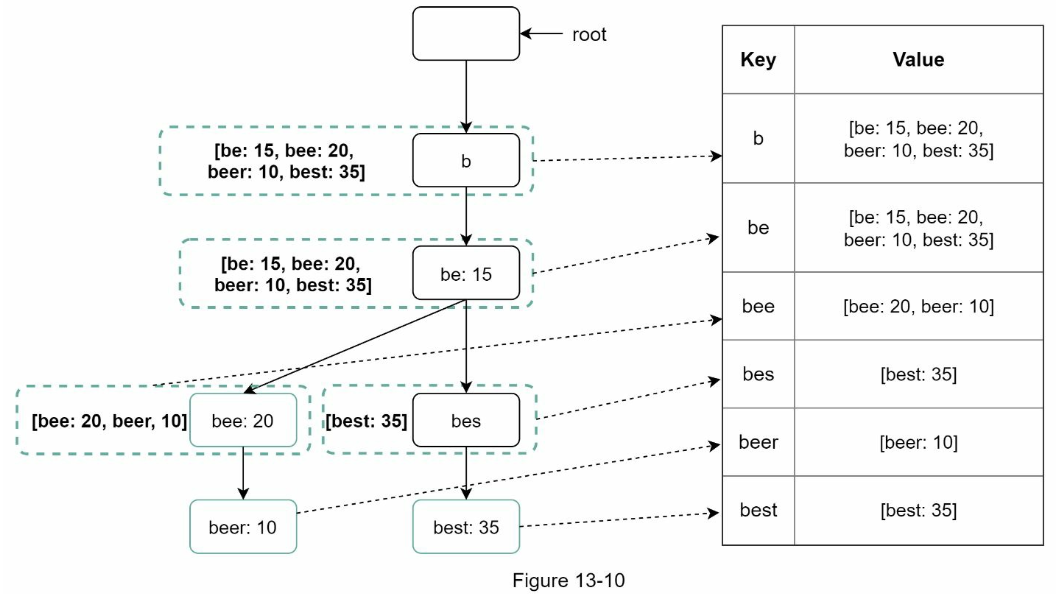 root
b
[be: 15, bee: 20,
beer: 10, best: 35]
be: 15
[be: 15, bee: 20,
beer: 10, best: 35]
[bee: 20, beer, 10]
bee: 20
[best: 35]
bes
beer: 10
best: 35
Key Value
b [be: 15, bee: 20,
beer: 10, best: 35]
be [be: 15, bee: 20,
beer: 10, best: 35]
bee [bee: 20, beer: 10]
bes [best: 35]
beer [beer: 10]
best [best: 35]
Figure 13-10